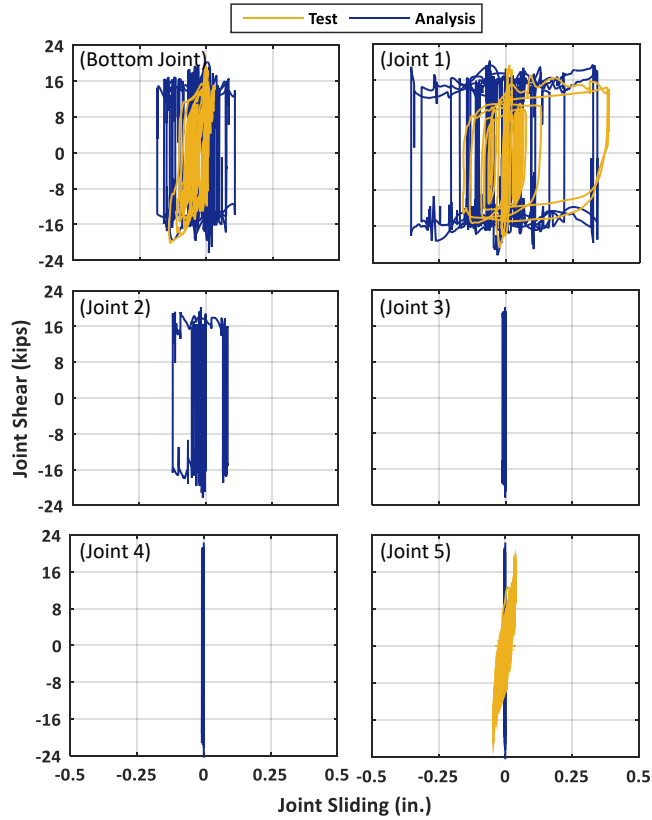 Test Analysis
24 (Bottom Joint) (Joint 1)
16
8
0
-8
-16
-24
24 (Joint 2) (Joint 3)
16
8
0
-8
-16
-24
24 (Joint 4) (Joint 5)
16
8
0
-8
-16
-24
-0.5 -0.25 0 0.25 0.5 -0.5 -0.25 0 0.25 0.5
Joint Shear (kips)
Joint Sliding (in.)